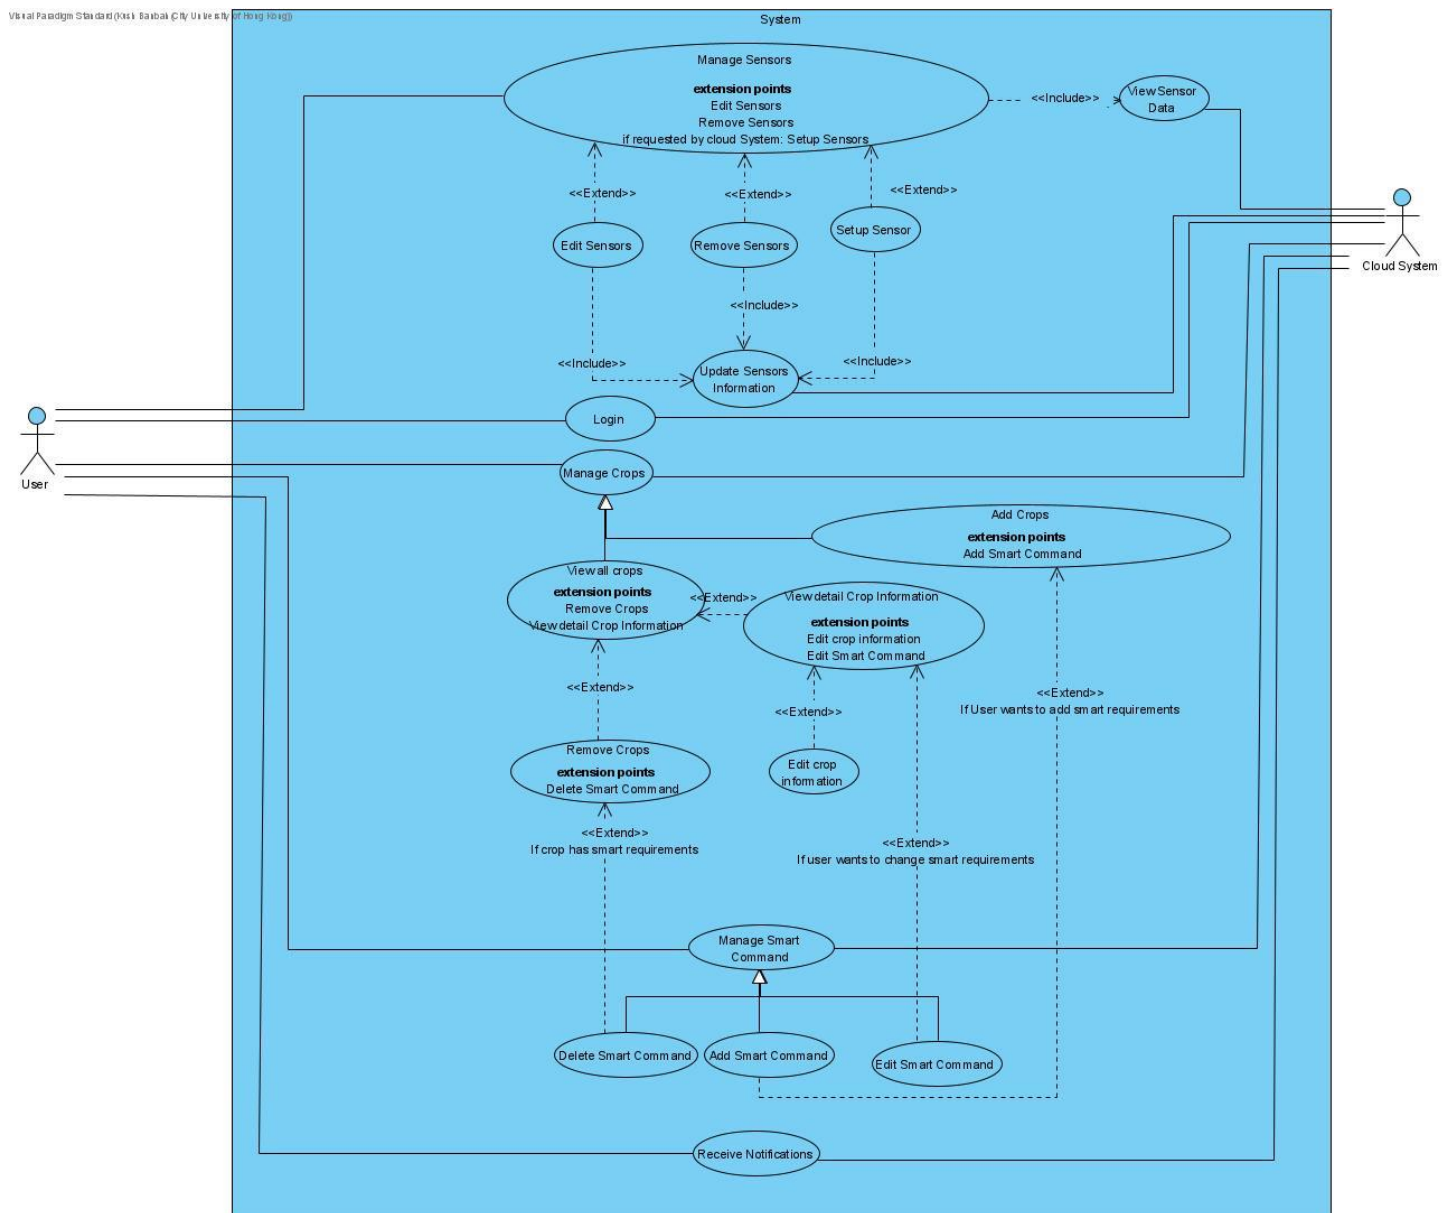 Visual Paradigm Standard (Kush Banbah (City University of Hong Kong))
System
Manage Sensors
extension points
Edit Sensors
Remove Sensors
if requested by cloud System: Setup Sensors
<<Include>>
View Sensor
Data
<<Extend>>
<<Extend>>
<<Extend>>
Edit Sensors
Remove Sensors
Setup Sensor
Cloud System
<<Include>>
<<Include>>
<<Include>>
Update Sensors
Information
Login
User
Manage Crops
Add Crops
extension points
Add Smart Command
View all crops
extension points
Remove Crops
View detail Crop Information
<<Extend>>
View detail Crop Information
extension points
Edit crop information
Edit Smart Command
<<Extend>>
<<Extend>>
<<Extend>>
If User wants to add smart requirements
Remove Crops
extension points
Delete Smart Command
Edit crop
information
<<Extend>>
If crop has smart requirements
<<Extend>>
If user wants to change smart requirements
Manage Smart
Command
Delete Smart Command
Add Smart Command
Edit Smart Command
Receive Notifications